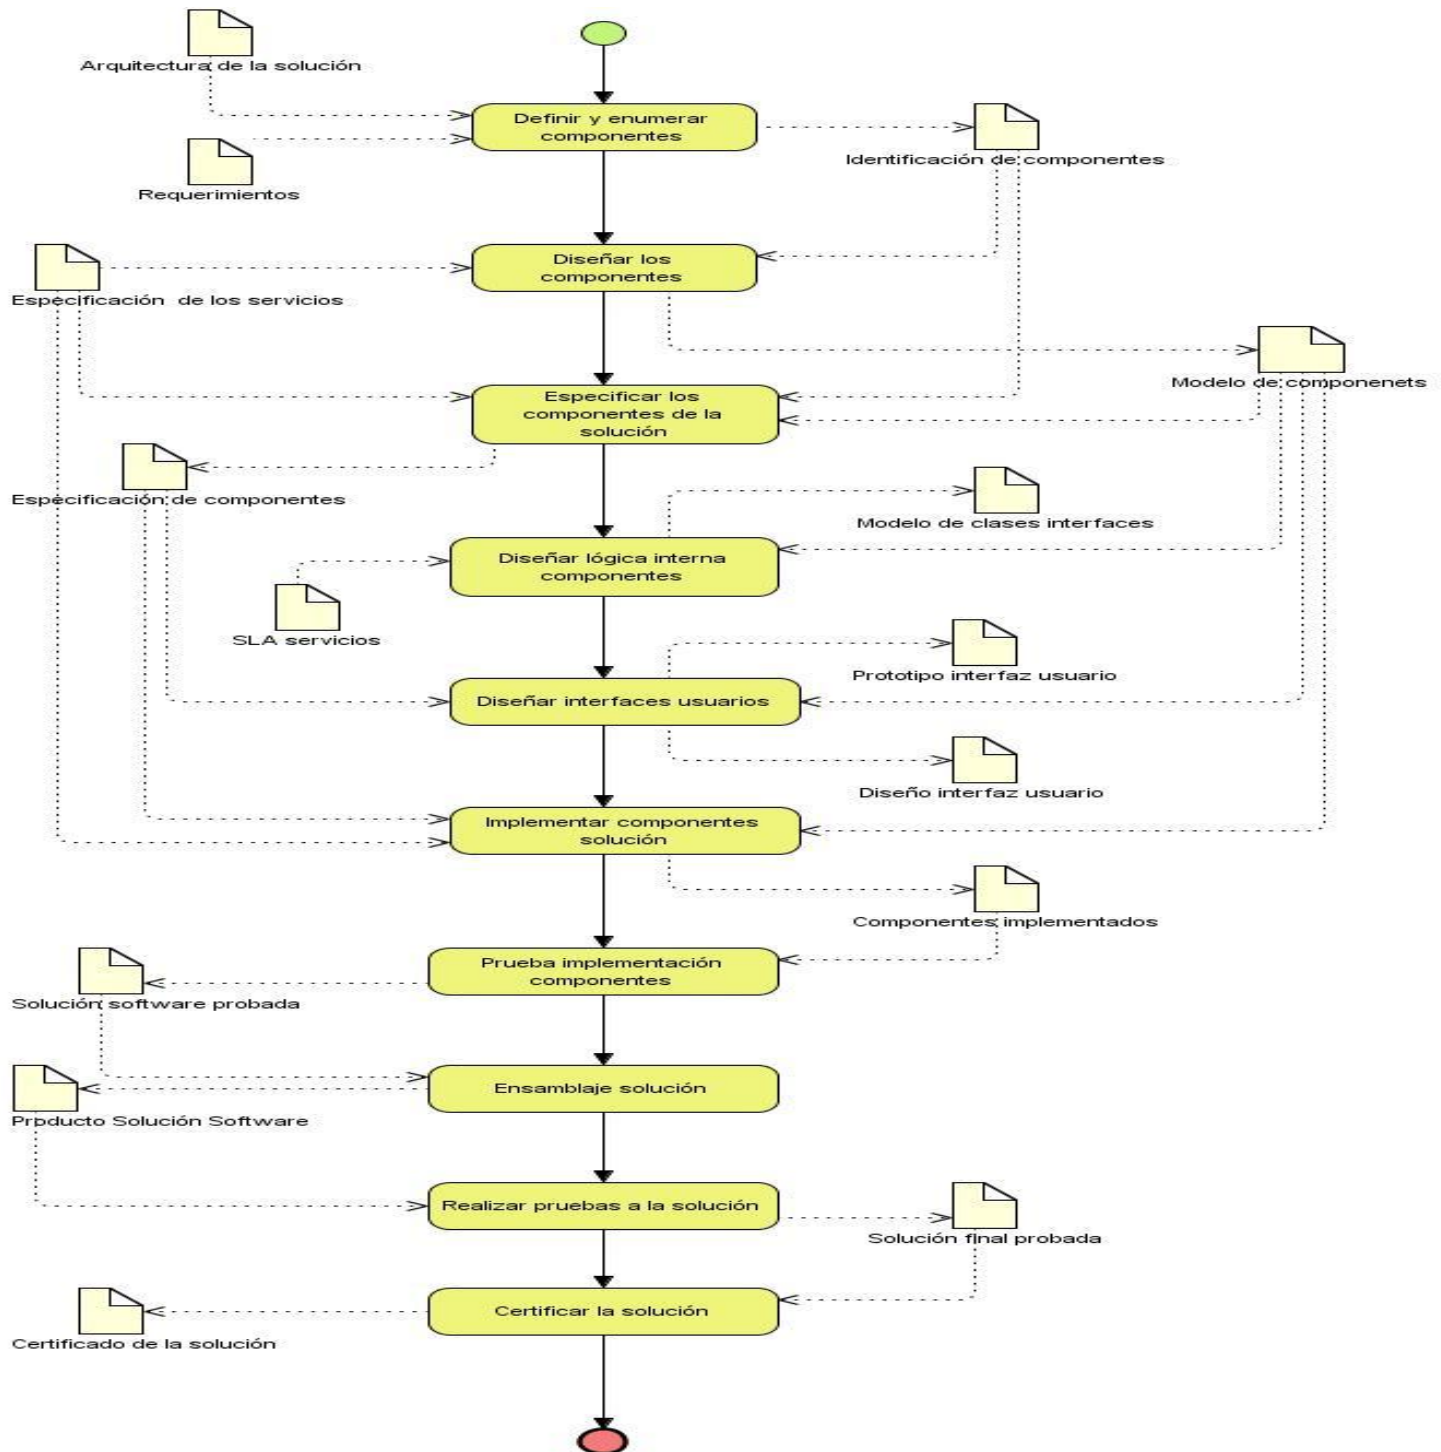 Arquitectura de la solución
Definir y enumerar
componentes
Identificación de componentes
Requerimientos
Diseñar los
componentes
Especificación de los servicios
Modelo de componenets
Especificar los
componentes de la
solución
Especificación de componentes
Modelo de clases interfaces
Diseñar lógica interna
componentes
SLA servicios
Prototipo interfaz usuario
Diseñar interfaces usuarios
Diseño interfaz usuario
Implementar componentes
solución
Componentes implementados
Prueba implementación
componentes
Solución software probada
Ensamblaje solución
Producto Solución Software
Realizar pruebas a la solución
Solución final probada
Certificar la solución
Certificado de la solución